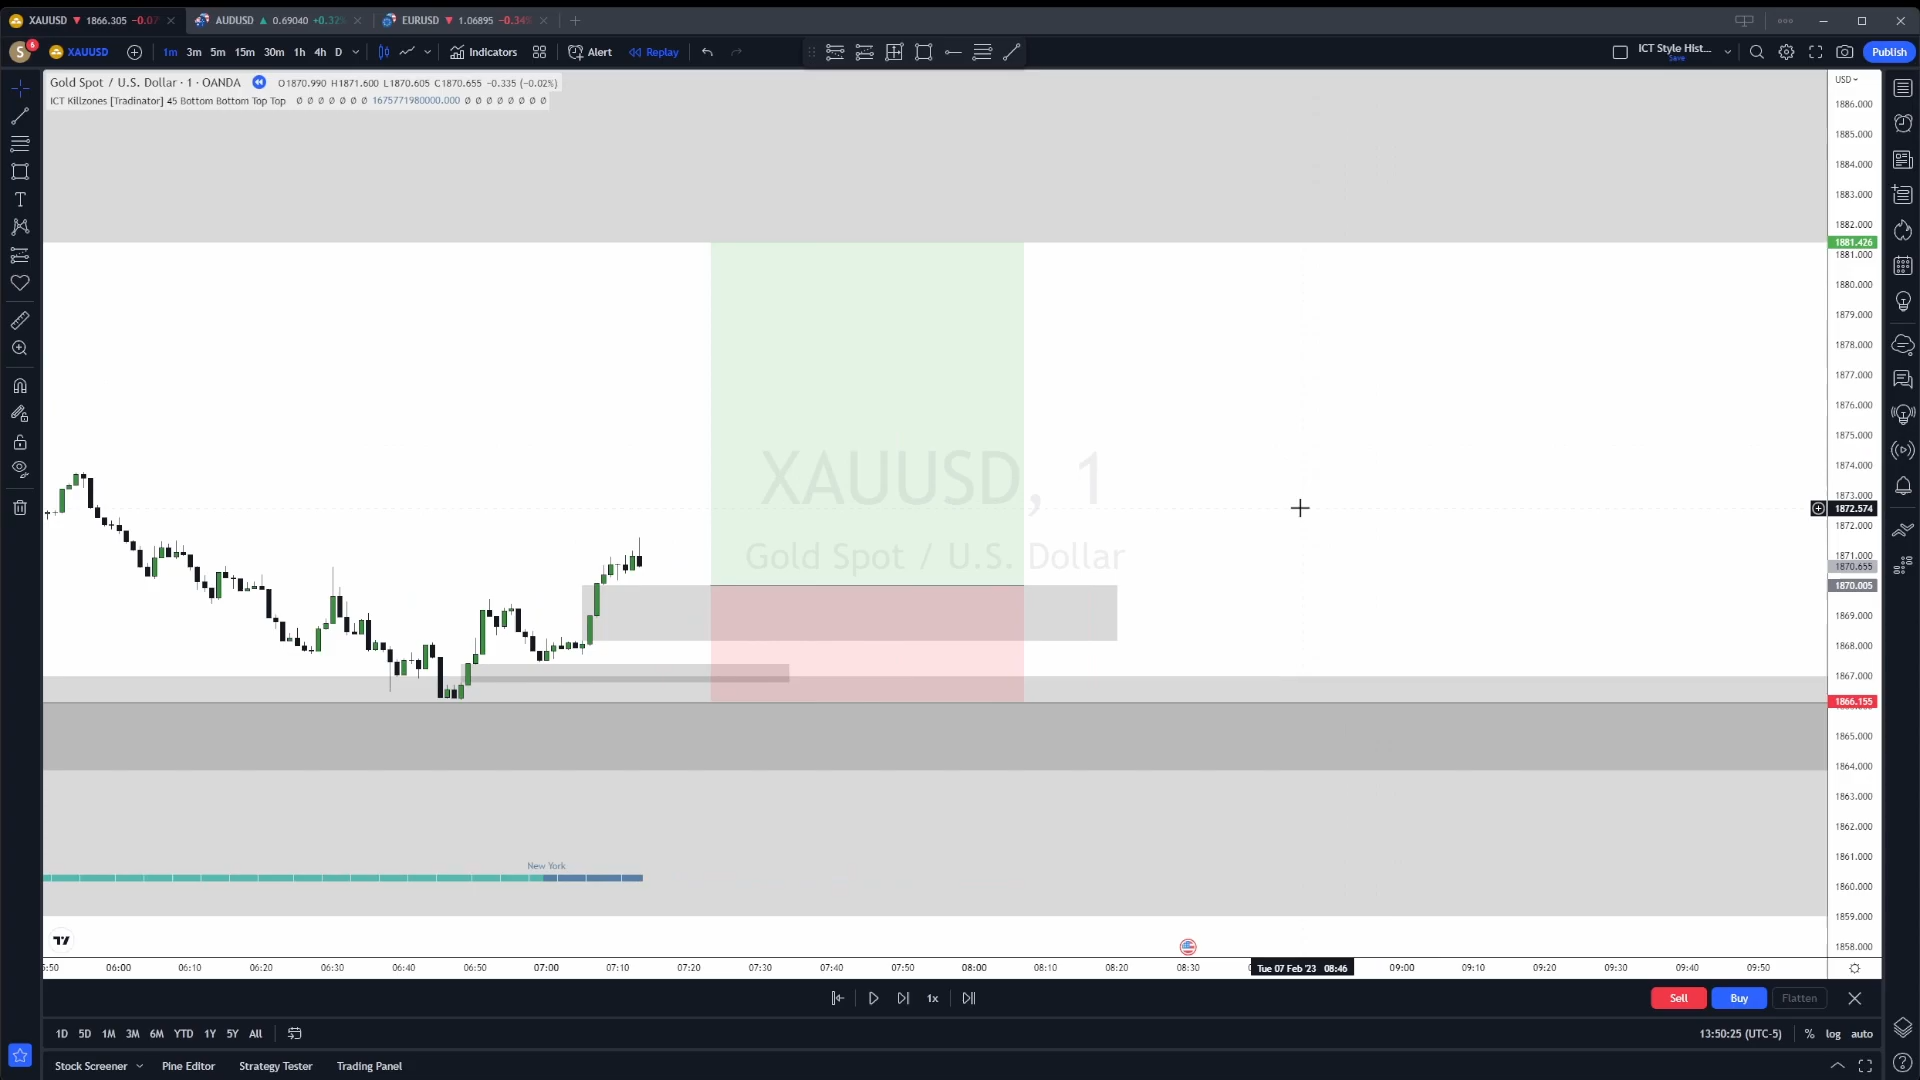 XAUUSD 1866.305 −0.07 AUDUSD 0.69040 +0.32% EURUSD 1.06895 −0.34%
S 6 XAUUSD 1m 3m 5m 15m 30m 1h 4h D Indicators Alert Replay ICT Style Hist... Save Publish
Gold Spot / U.S. Dollar · 1 · OANDA O1870.990 H1871.600 L1870.605 C1870.655 −0.335 (−0.02%)
ICT Killzones [Tradinator] 45 Bottom Bottom Top Top Ø Ø Ø Ø Ø Ø Ø 1675771980000.000 Ø Ø Ø Ø Ø Ø Ø Ø
USD
1886.000
1885.000
1884.000
1883.000
1882.000
1881.426
1881.000
1880.000
1879.000
1878.000
1877.000
1876.000
1875.000
1874.000
1873.000
1872.574
1872.000
1871.000
1870.655
1870.005
1869.000
1868.000
1867.000
1866.155
1865.000
1864.000
1863.000
1862.000
1861.000
1860.000
1859.000
1858.000
XAUUSD, 1
Gold Spot / U.S. Dollar
New York
5:50 06:00 06:10 06:20 06:30 06:40 06:50 07:00 07:10 07:20 07:30 07:40 07:50 08:00 08:10 08:20 08:30 Tue 07 Feb '23 08:46 09:00 09:10 09:20 09:30 09:40 09:50
1x Sell Buy Flatten
1D 5D 1M 3M 6M YTD 1Y 5Y All 13:50:25 (UTC-5) % log auto
Stock Screener Pine Editor Strategy Tester Trading Panel